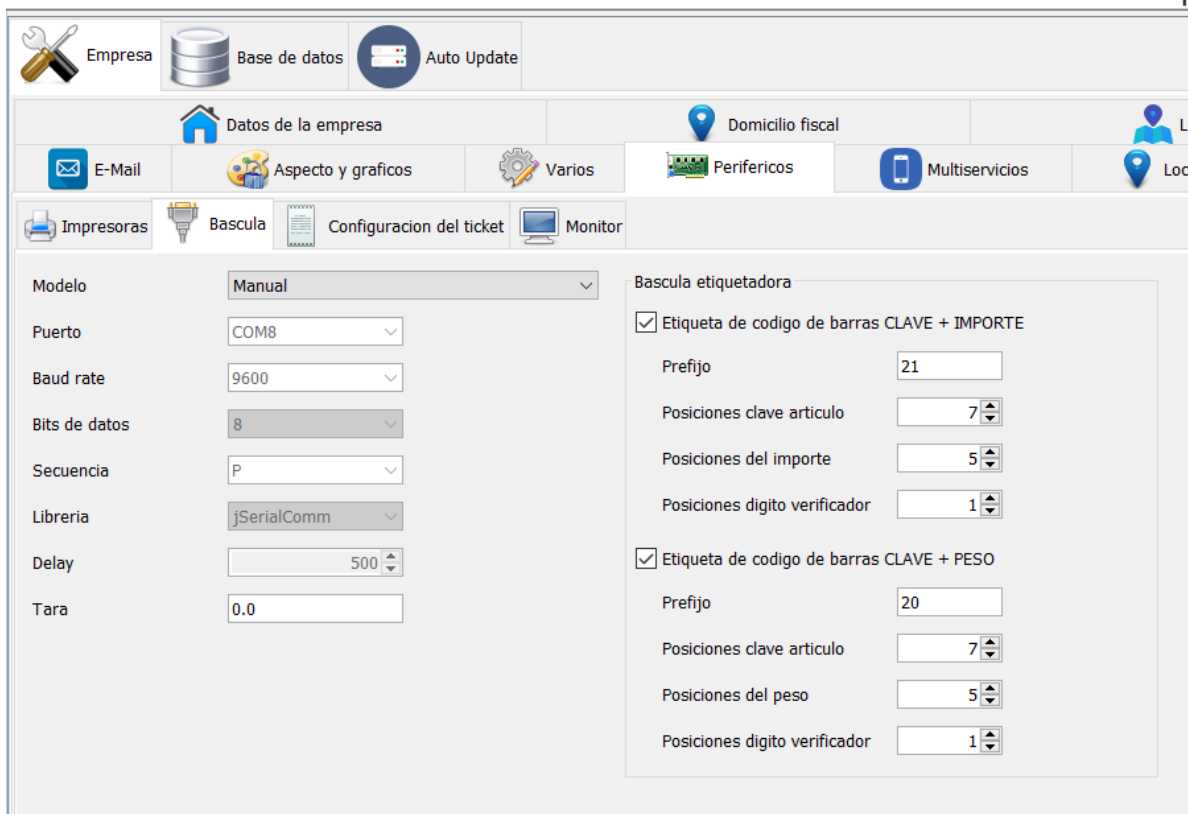 Empresa Base de datos Auto Update
Datos de la empresa Domicilio fiscal L
E-Mail Aspecto y graficos Varios Perifericos Multiservicios Loc
Impresoras Bascula Configuracion del ticket Monitor
Modelo Manual
Puerto COM8
Baud rate 9600
Bits de datos 8
Secuencia P
Libreria jSerialComm
Delay 500
Tara 0.0
Bascula etiquetadora
Etiqueta de codigo de barras CLAVE + IMPORTE
Prefijo 21
Posiciones clave articulo 7
Posiciones del importe 5
Posiciones digito verificador 1
Etiqueta de codigo de barras CLAVE + PESO
Prefijo 20
Posiciones clave articulo 7
Posiciones del peso 5
Posiciones digito verificador 1